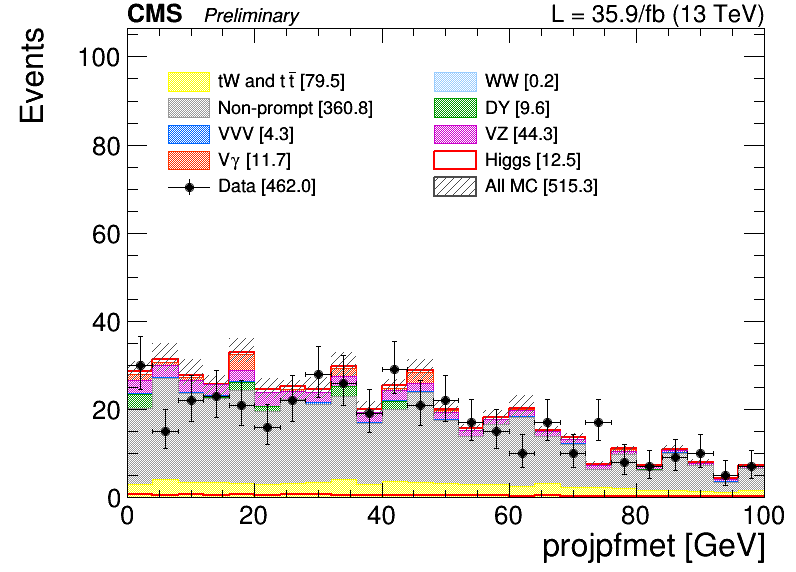 CMS Preliminary L = 35.9/fb (13 TeV)
Events
100
80
60
40
20
0
tW and tt̄ [79.5] WW [0.2]
Non-prompt [360.8] DY [9.6]
VVV [4.3] VZ [44.3]
Vγ [11.7] Higgs [12.5]
Data [462.0] All MC [515.3]
0 20 40 60 80 100
projpfmet [GeV]